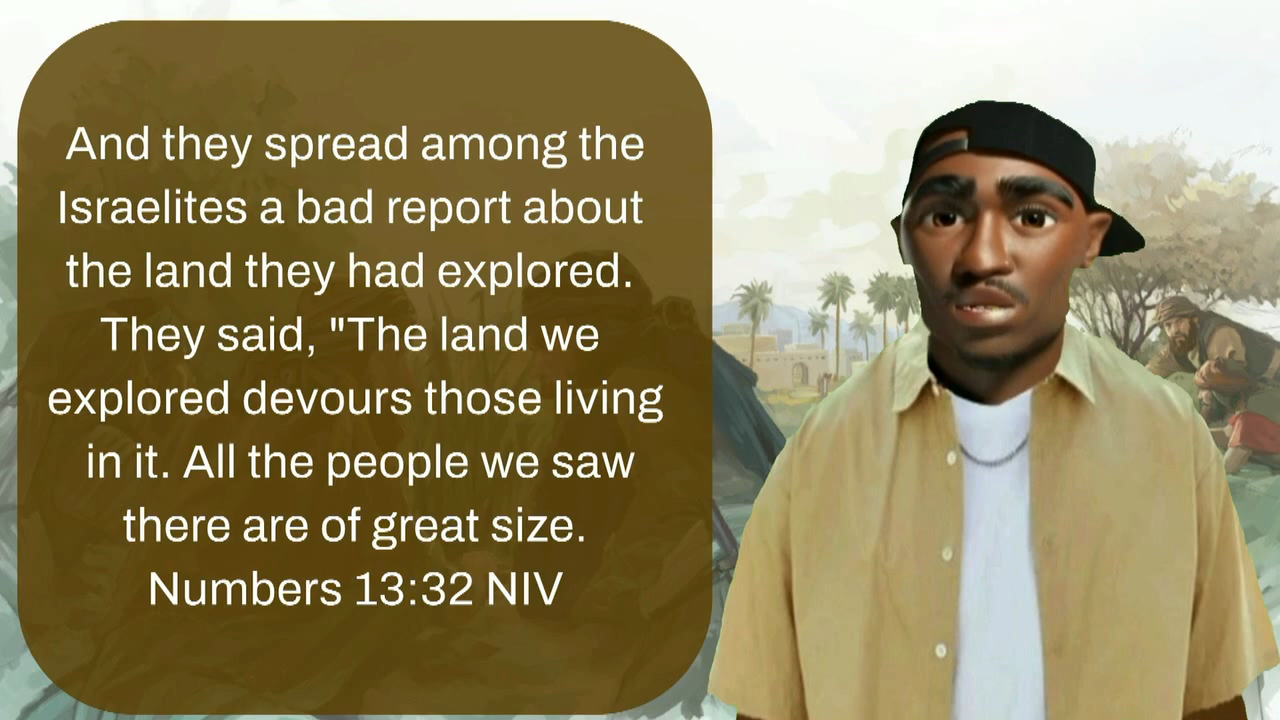 And they spread among the
Israelites a bad report about
the land they had explored.
They said, "The land we
explored devours those living
in it. All the people we saw
there are of great size.
Numbers 13:32 NIV